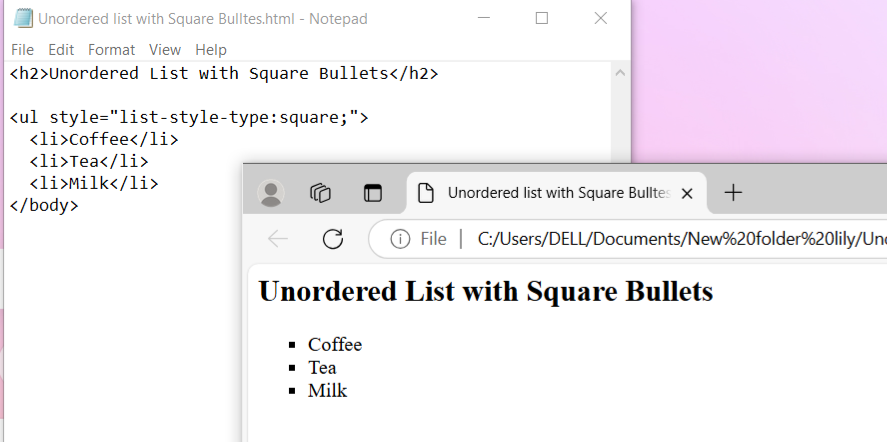 Unordered list with Square Bulltes.html - Notepad
File Edit Format View Help
<h2>Unordered List with Square Bullets</h2>
<ul style="list-style-type:square;">
<li>Coffee</li>
<li>Tea</li>
<li>Milk</li>
</body>
Unordered list with Square Bulltes
File | C:/Users/DELL/Documents/New%20folder%20lily/Uno
Unordered List with Square Bullets
▪ Coffee
▪ Tea
▪ Milk